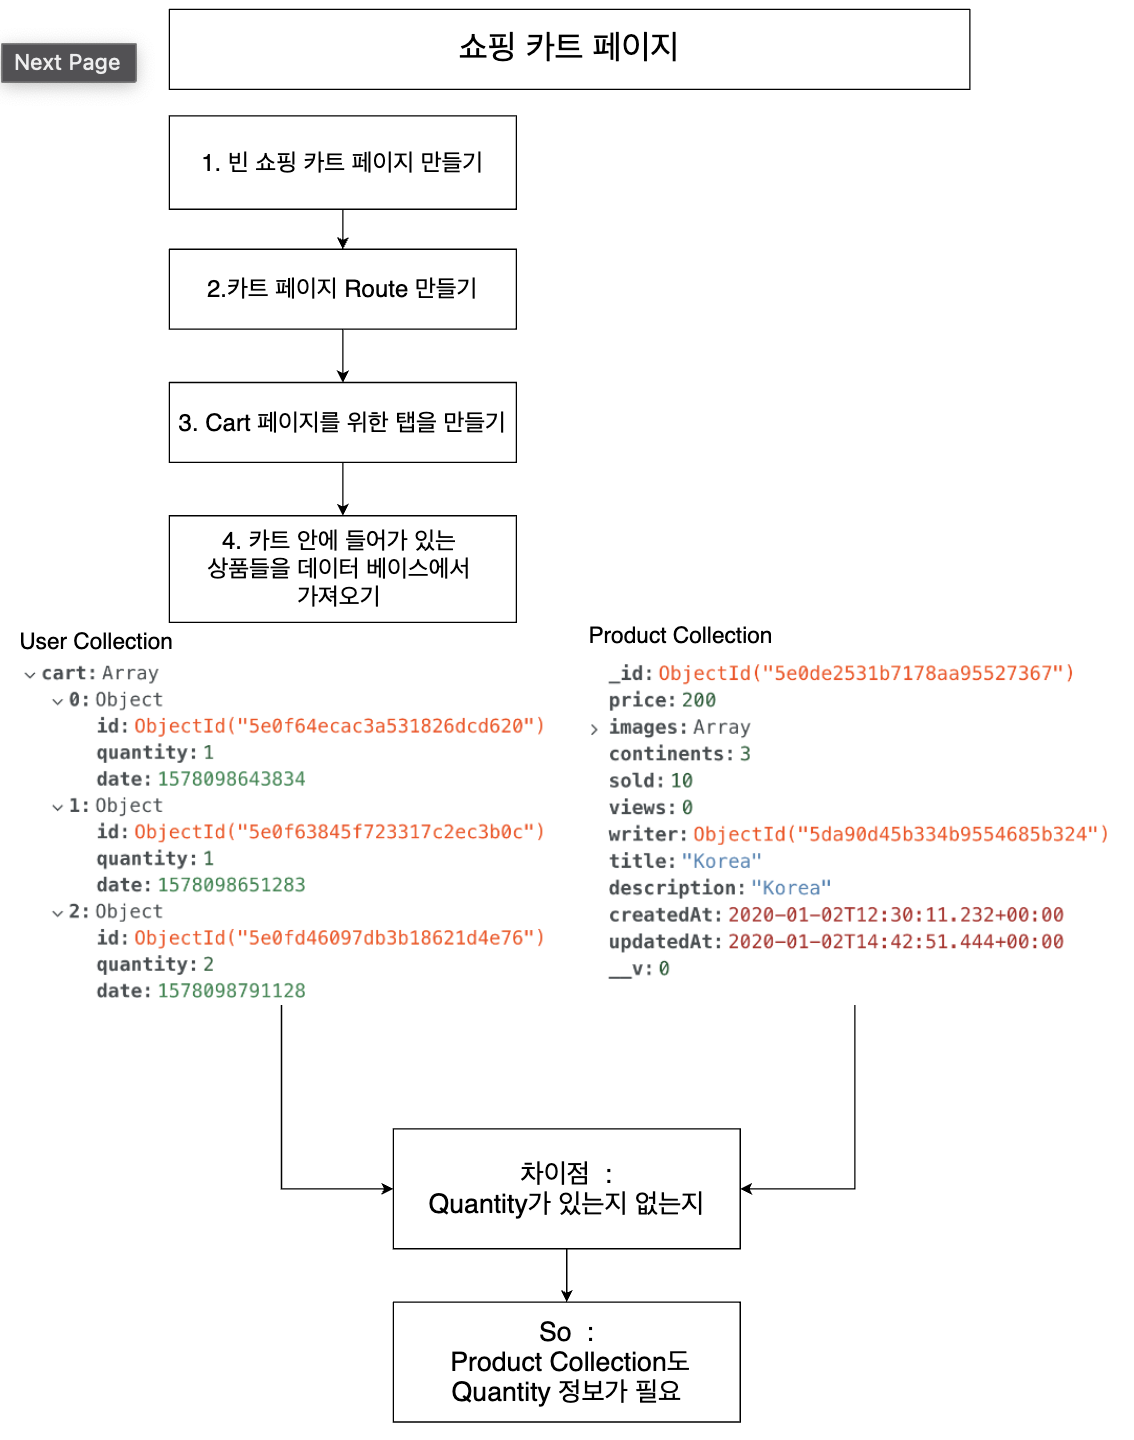 쇼핑 카트 페이지
Next Page
1. 빈 쇼핑 카트 페이지 만들기
2.카트 페이지 Route 만들기
3. Cart 페이지를 위한 탭을 만들기
4. 카트 안에 들어가 있는
상품들을 데이터 베이스에서
가져오기
User Collection
cart: Array
0: Object
id: ObjectId("5e0f64ecac3a531826dcd620")
quantity: 1
date: 1578098643834
1: Object
id: ObjectId("5e0f63845f723317c2ec3b0c")
quantity: 1
date: 1578098651283
2: Object
id: ObjectId("5e0fd46097db3b18621d4e76")
quantity: 2
date: 1578098791128
Product Collection
_id: ObjectId("5e0de2531b7178aa95527367")
price: 200
images: Array
continents: 3
sold: 10
views: 0
writer: ObjectId("5da90d45b334b9554685b324")
title: "Korea"
description: "Korea"
createdAt: 2020-01-02T12:30:11.232+00:00
updatedAt: 2020-01-02T14:42:51.444+00:00
__v: 0
차이점 :
Quantity가 있는지 없는지
So :
Product Collection도
Quantity 정보가 필요